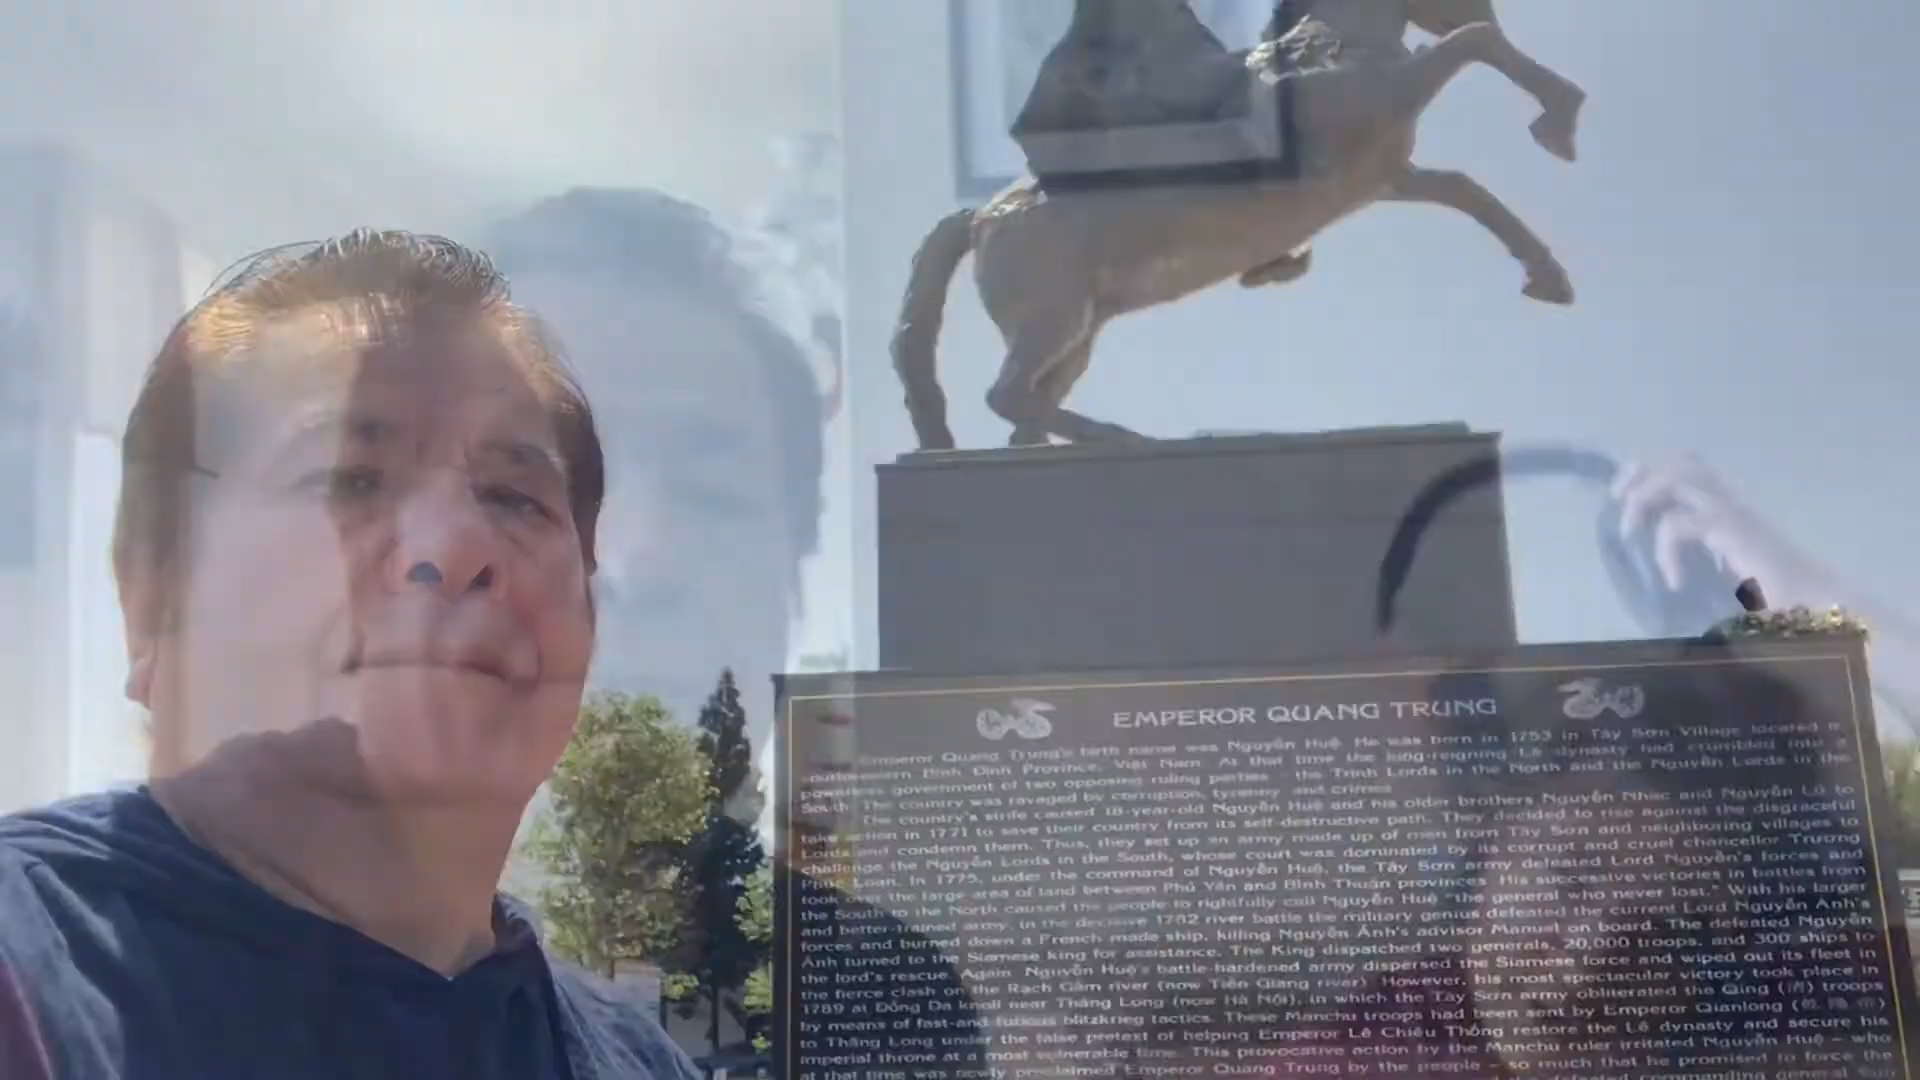 EMPEROR QUANG TRUNG
Emperor Quang Trung's birth name was Nguyễn Huệ. He was born in 1753 in Tây Sơn Village located in
southwestern Bình Định Province, Việt Nam. At that time the long-reigning Lê dynasty had crumbled into a
powerless government of two opposing ruling parties - the Trịnh Lords in the North and the Nguyễn Lords in the
South. The country was ravaged by corruption, tyranny and crimes.
The country's strife caused 18-year-old Nguyễn Huệ and his older brothers Nguyễn Nhạc and Nguyễn Lữ to
take action in 1771 to save their country from its self-destructive path. They decided to rise against the disgraceful
Lords and condemn them. Thus, they set up an army made up of men from Tây Sơn and neighboring villages to
challenge the Nguyễn Lords in the South, whose court was dominated by its corrupt and cruel chancellor Trương
Phúc Loan. In 1775, under the command of Nguyễn Huệ, the Tây Sơn army defeated Lord Nguyễn's forces and
took over the large area of land between Phú Yên and Bình Thuận provinces. His successive victories in battles from
the South to the North caused the people to rightfully call Nguyễn Huệ "the general who never lost." With his larger
and better-trained army, in the decisive 1782 river battle the military genius defeated the current Lord Nguyễn Ánh's
forces and burned down a French made ship, killing Nguyễn Ánh's advisor Manuel on board. The defeated Nguyễn
Ánh turned to the Siamese king for assistance. The King dispatched two generals, 20,000 troops, and 300 ships to
the lord's rescue. Again, Nguyễn Huệ's battle-hardened army dispersed the Siamese force and wiped out its fleet in
the fierce clash on the Rạch Gầm river (now Tiền Giang river). However, his most spectacular victory took place in
1789 at Đống Đa knoll near Thăng Long (now Hà Nội), in which the Tây Sơn army obliterated the Qing (清) troops
by means of fast-and furious blitzkrieg tactics. These Manchu troops had been sent by Emperor Qianlong (乾隆帝)
to Thăng Long under the false pretext of helping Emperor Lê Chiêu Thống restore the Lê dynasty and secure his
imperial throne at a most vulnerable time. This provocative action by the Manchu ruler irritated Nguyễn Huệ - who
at that time was newly proclaimed Emperor Quang Trung by the people - so much that he promised to force the
defeated commanding general